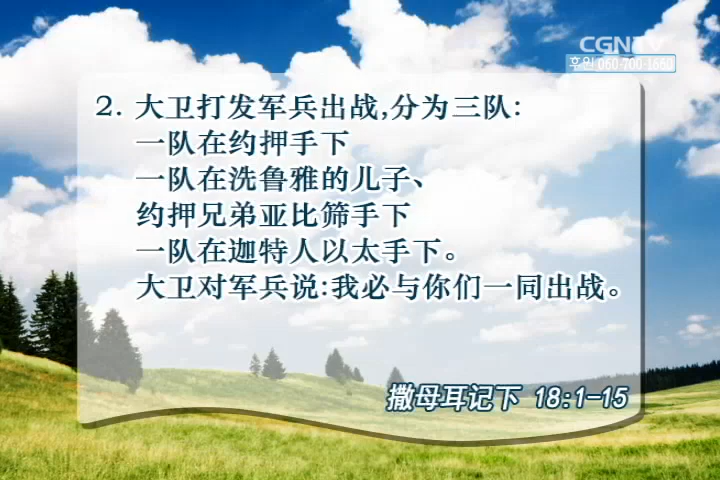 CGNTV
후원 060-700-1660
2. 大卫打发军兵出战,分为三队:
一队在约押手下
一队在洗鲁雅的儿子、
约押兄弟亚比筛手下
一队在迦特人以太手下。
大卫对军兵说:我必与你们一同出战。
撒母耳记下 18:1-15